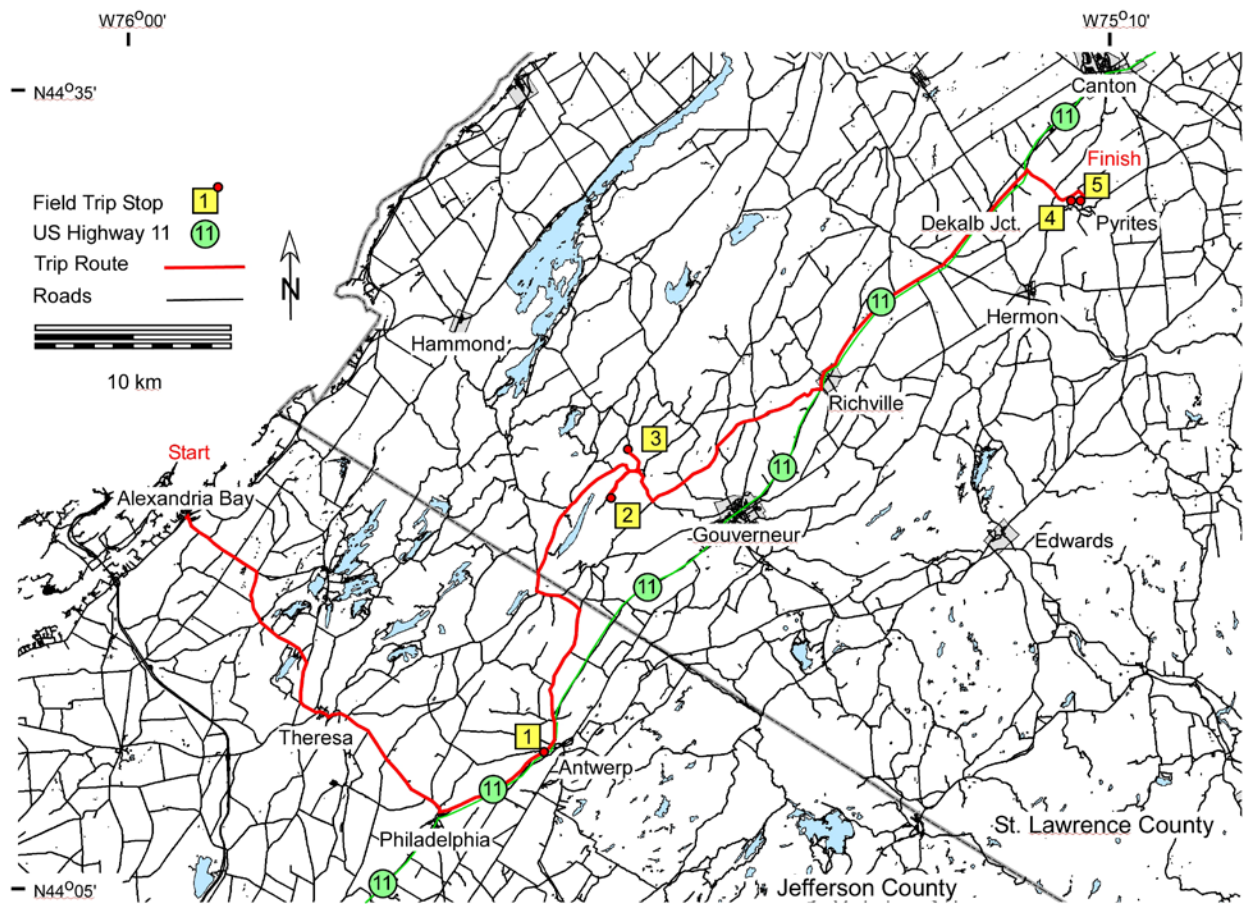 W76°00'
W75°10'
N44°35'
Canton
11
Finish
5
4
Pyrites
Dekalb Jct.
Field Trip Stop 1
US Highway 11 11
Trip Route
Roads
N
10 km
11
Hermon
Hammond
Richville
Start
3
11
Alexandria Bay
2
Gouverneur
Edwards
11
Theresa
1
Antwerp
11
Philadelphia
St. Lawrence County
11
N44°05'
Jefferson County